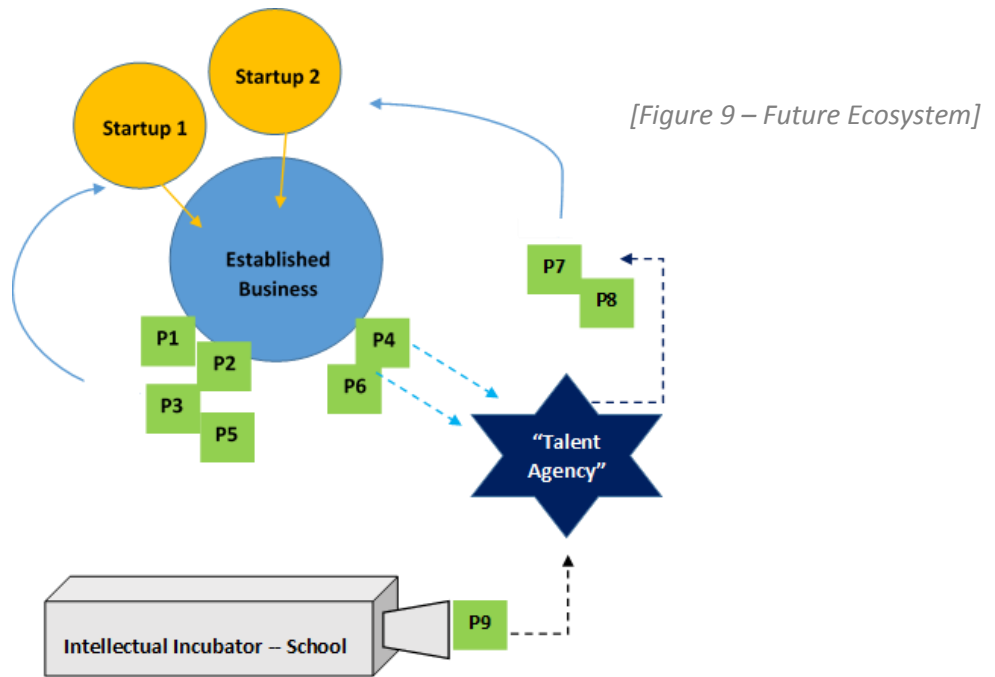 Startup 2
[Figure 9 – Future Ecosystem]
Startup 1
Established
Business
P7
P8
P1
P4
P2
P6
P3
P5
“Talent
Agency”
P9
Intellectual Incubator -- School